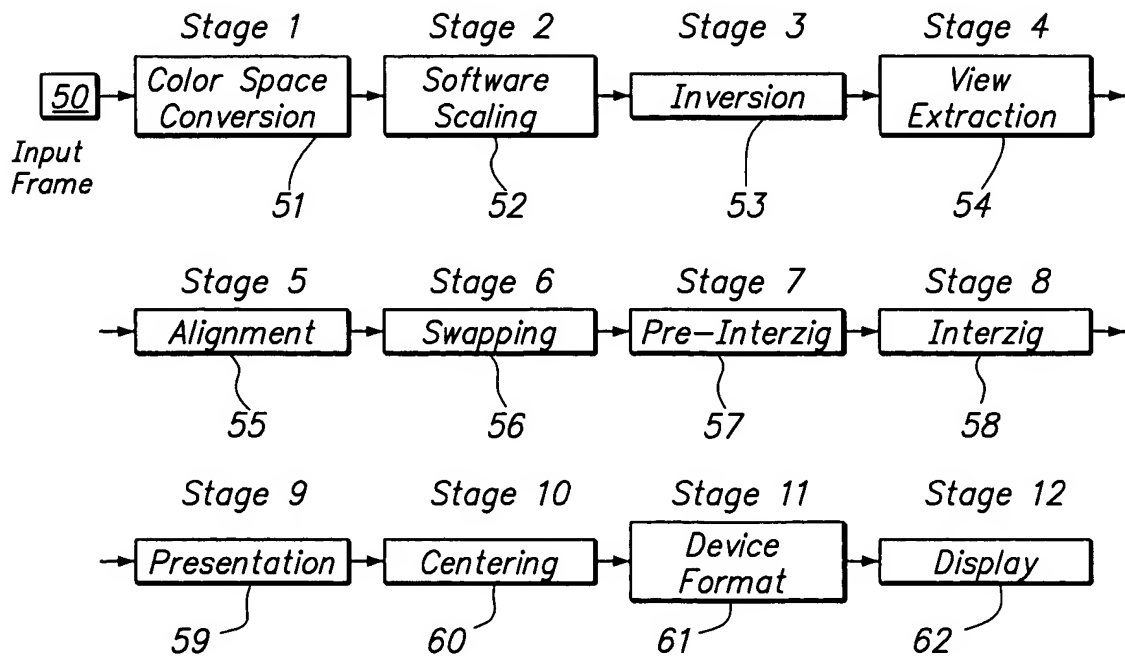 Stage 1 Stage 2 Stage 3 Stage 4
50 Color Space Conversion Software Scaling Inversion View Extraction
Input Frame
51 52 53 54
Stage 5 Stage 6 Stage 7 Stage 8
Alignment Swapping Pre-Interzig Interzig
55 56 57 58
Stage 9 Stage 10 Stage 11 Stage 12
Presentation Centering Device Format Display
59 60 61 62